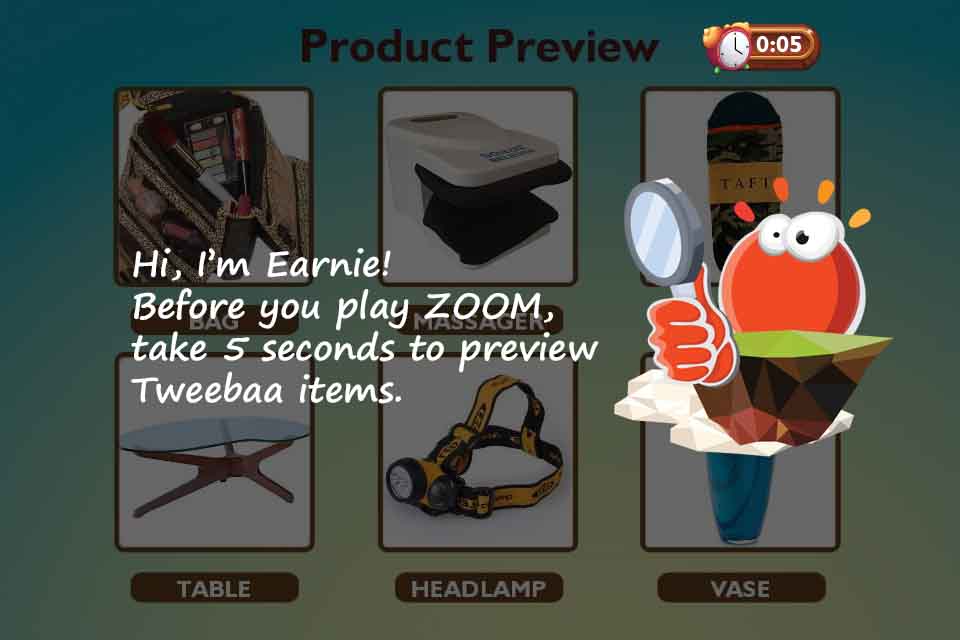 Product Preview
0:05
TAFT
Hi, I'm Earnie!
Before you play ZOOM,
take 5 seconds to preview
Tweebaa items.
BAG
MASSAGER
TABLE
HEADLAMP
VASE